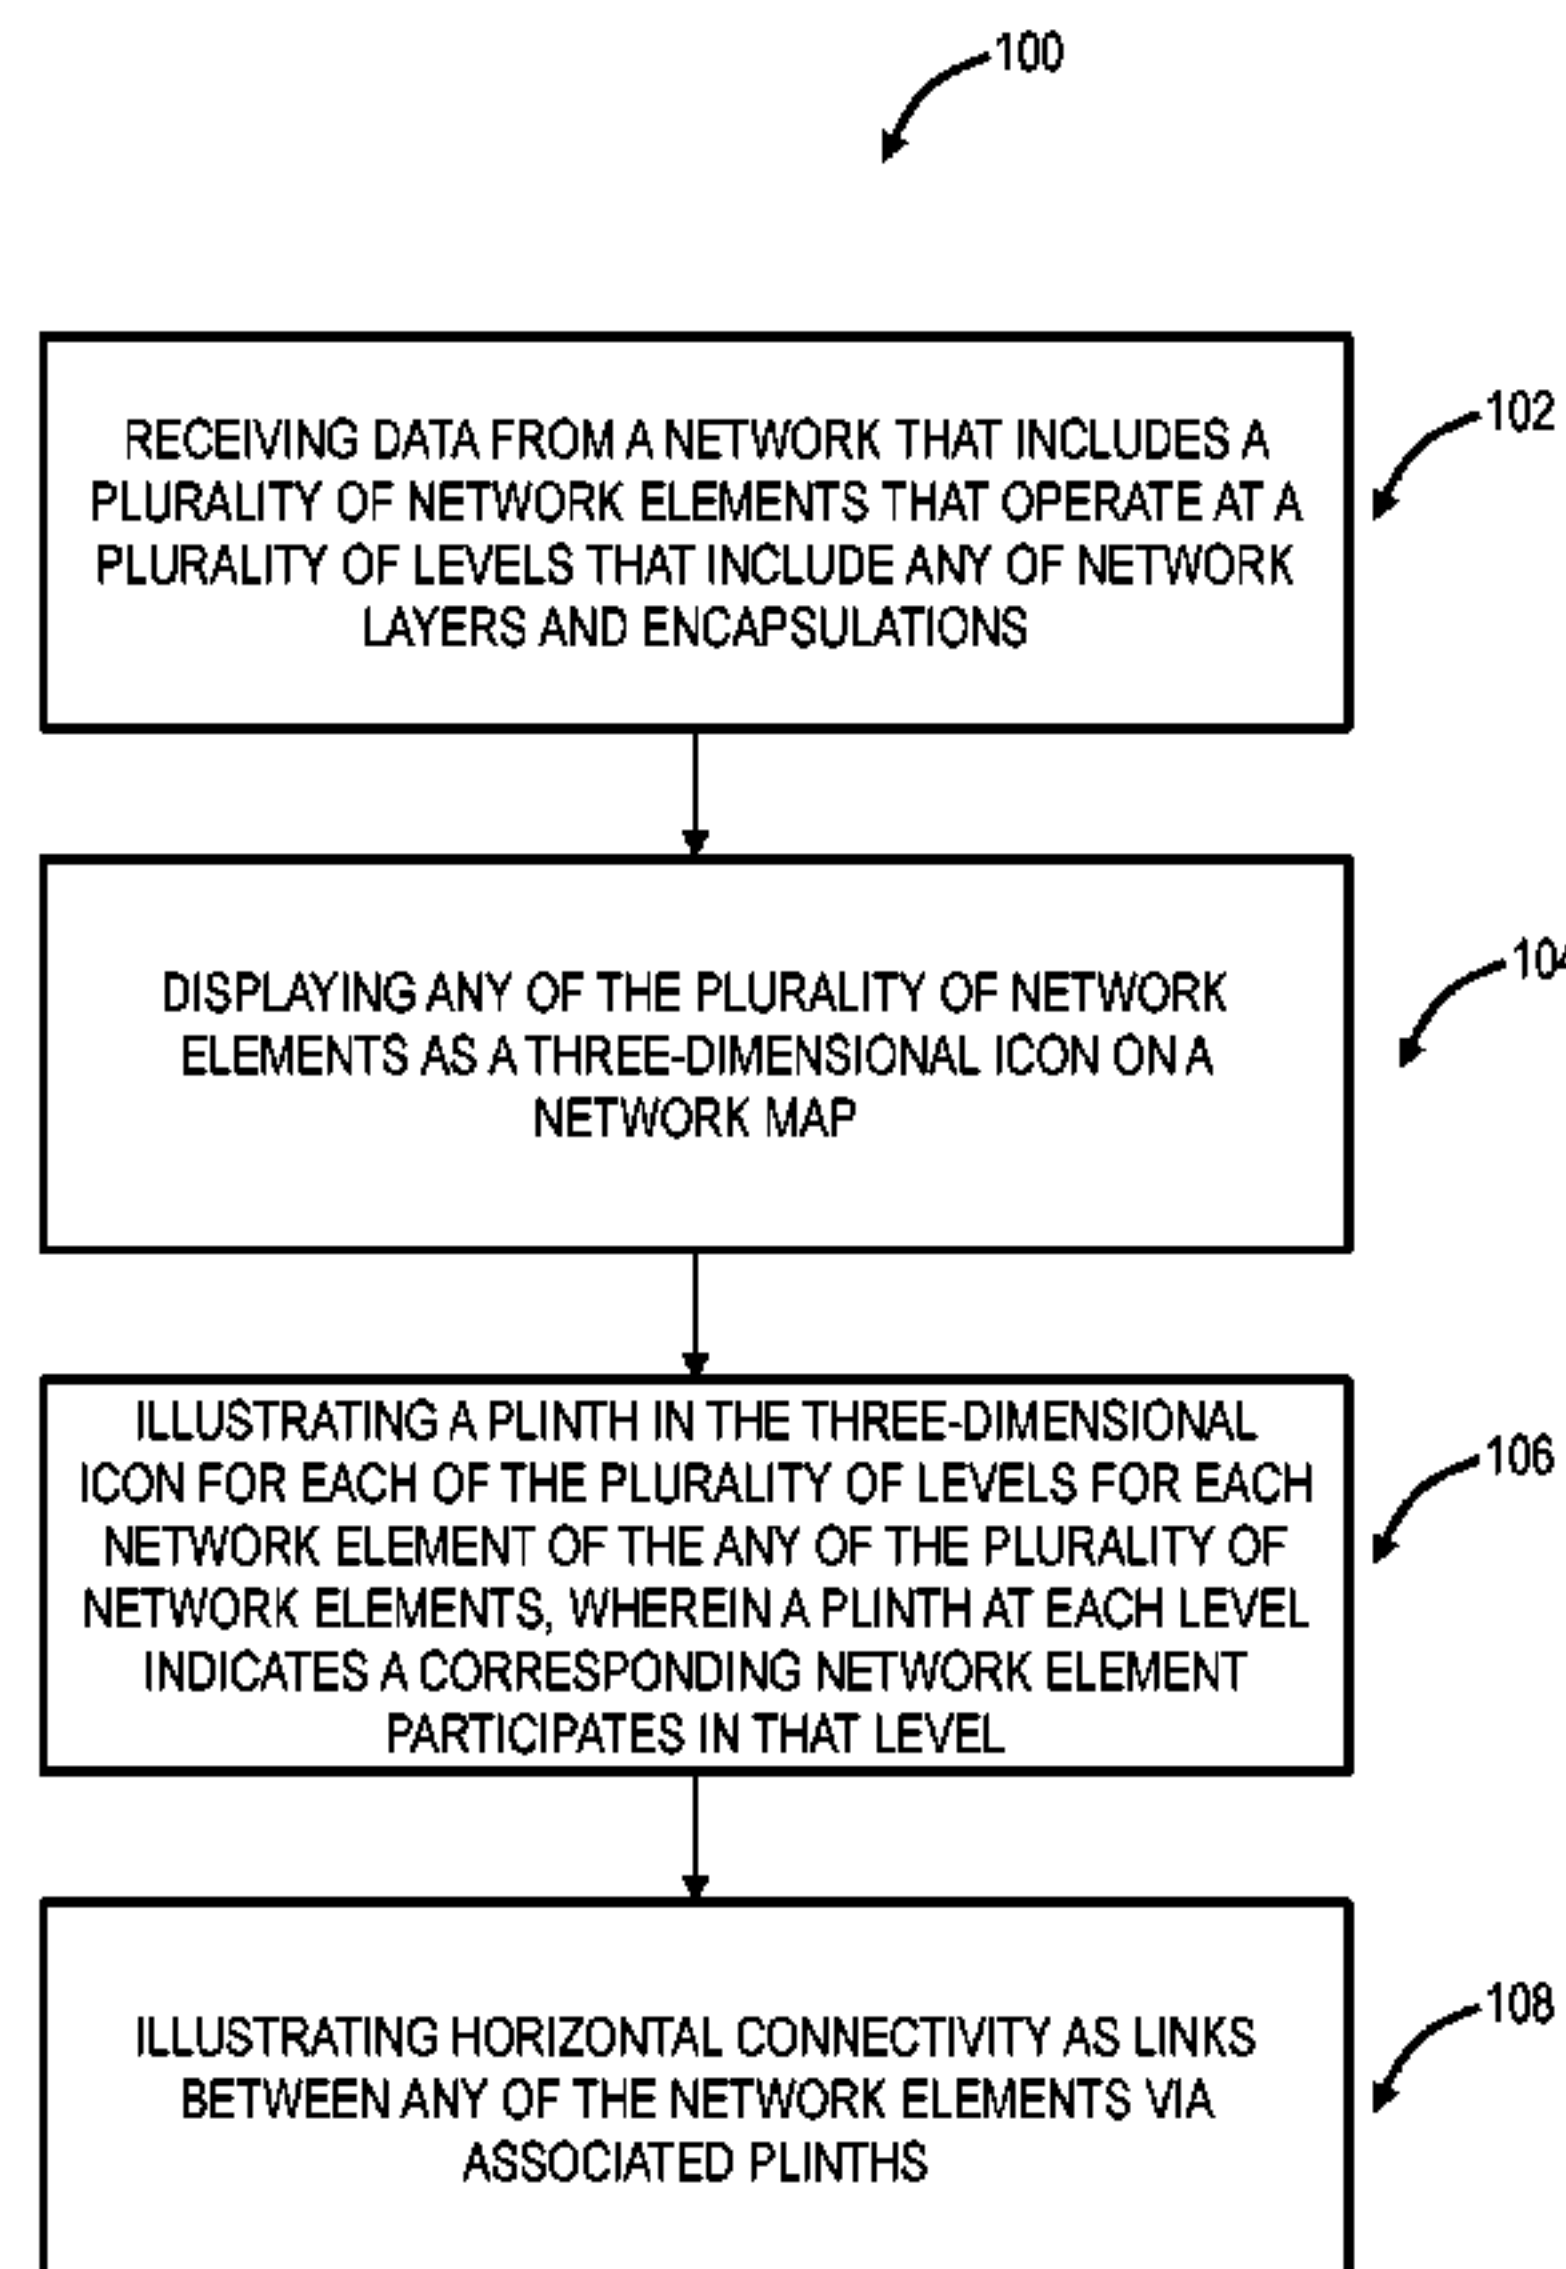 100
RECEIVING DATA FROM A NETWORK THAT INCLUDES A
PLURALITY OF NETWORK ELEMENTS THAT OPERATE AT A
PLURALITY OF LEVELS THAT INCLUDE ANY OF NETWORK
LAYERS AND ENCAPSULATIONS
102
DISPLAYING ANY OF THE PLURALITY OF NETWORK
ELEMENTS AS A THREE-DIMENSIONAL ICON ON A
NETWORK MAP
104
ILLUSTRATING A PLINTH IN THE THREE-DIMENSIONAL
ICON FOR EACH OF THE PLURALITY OF LEVELS FOR EACH
NETWORK ELEMENT OF THE ANY OF THE PLURALITY OF
NETWORK ELEMENTS, WHEREIN A PLINTH AT EACH LEVEL
INDICATES A CORRESPONDING NETWORK ELEMENT
PARTICIPATES IN THAT LEVEL
106
ILLUSTRATING HORIZONTAL CONNECTIVITY AS LINKS
BETWEEN ANY OF THE NETWORK ELEMENTS VIA
ASSOCIATED PLINTHS
108